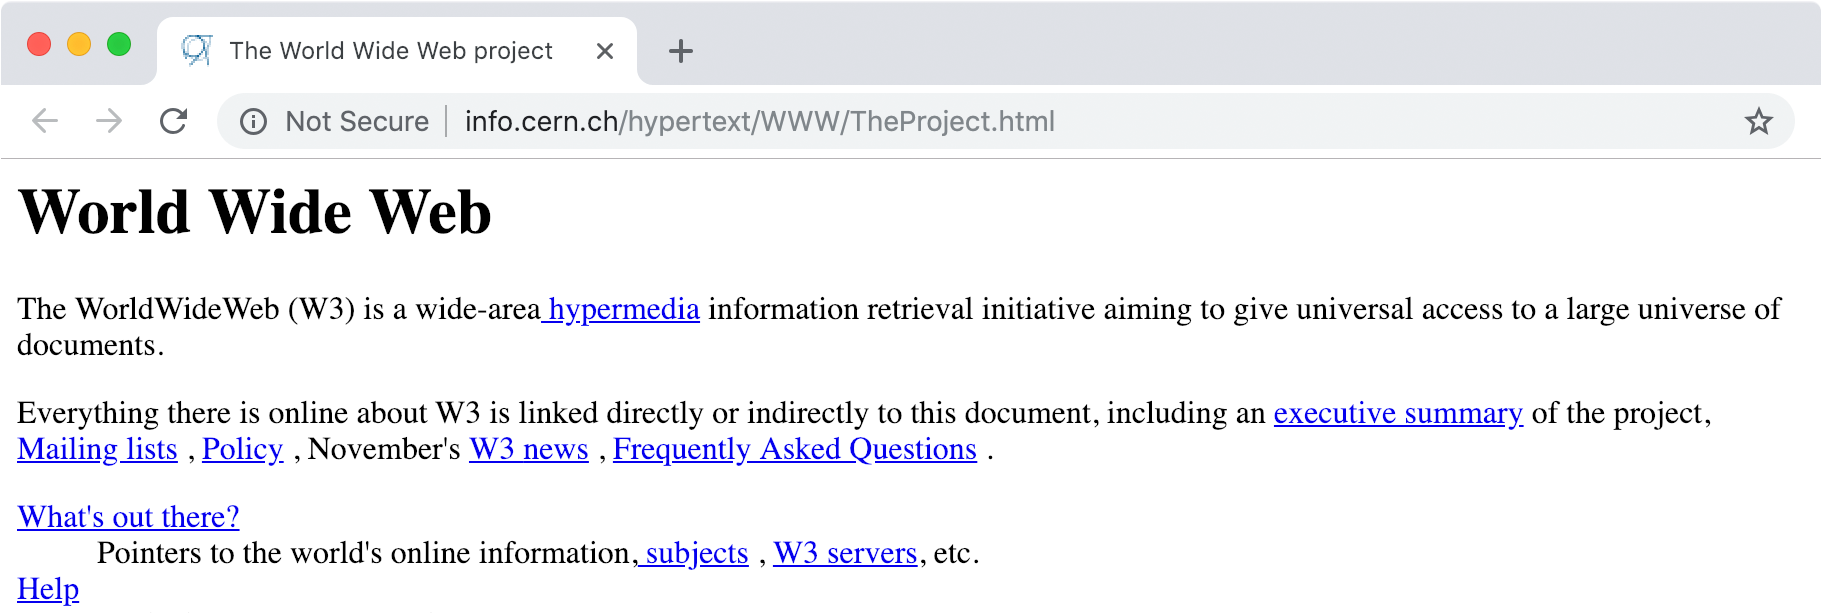 The World Wide Web project
Not Secure info.cern.ch/hypertext/WWW/TheProject.html
World Wide Web
The WorldWideWeb (W3) is a wide-area hypermedia information retrieval initiative aiming to give universal access to a large universe of
documents.
Everything there is online about W3 is linked directly or indirectly to this document, including an executive summary of the project,
Mailing lists , Policy , November's W3 news , Frequently Asked Questions .
What's out there?
Pointers to the world's online information, subjects , W3 servers, etc.
Help